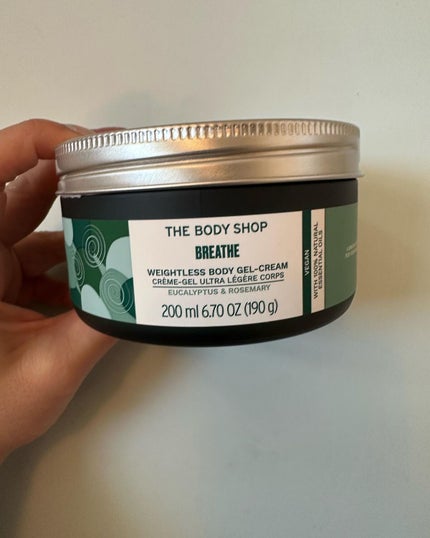 THE BODY SHOP
BREATHE
WEIGHTLESS BODY GEL-CREAM
CRÈME-GEL ULTRA LÉGÈRE CORPS
EUCALYPTUS & ROSEMARY
200 ml 6.70 OZ (190 g)
VEGAN
WITH 100% NATURAL
ESSENTIAL OILS